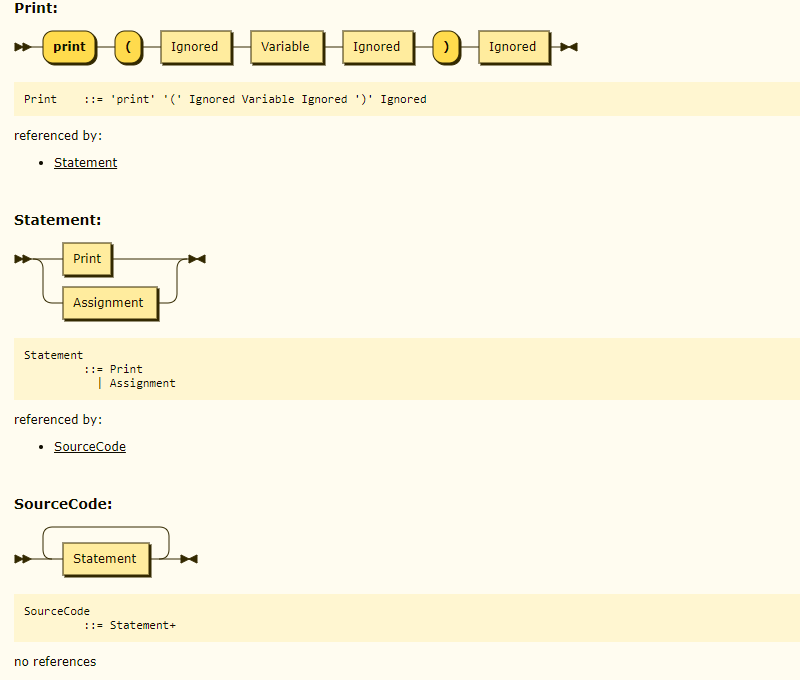 Print:
print ( Ignored Variable Ignored ) Ignored
Print    ::= 'print' '(' Ignored Variable Ignored ')' Ignored
referenced by:
• Statement
Statement:
Print
Assignment
Statement
::= Print
| Assignment
referenced by:
• SourceCode
SourceCode:
Statement
SourceCode
::= Statement+
no references